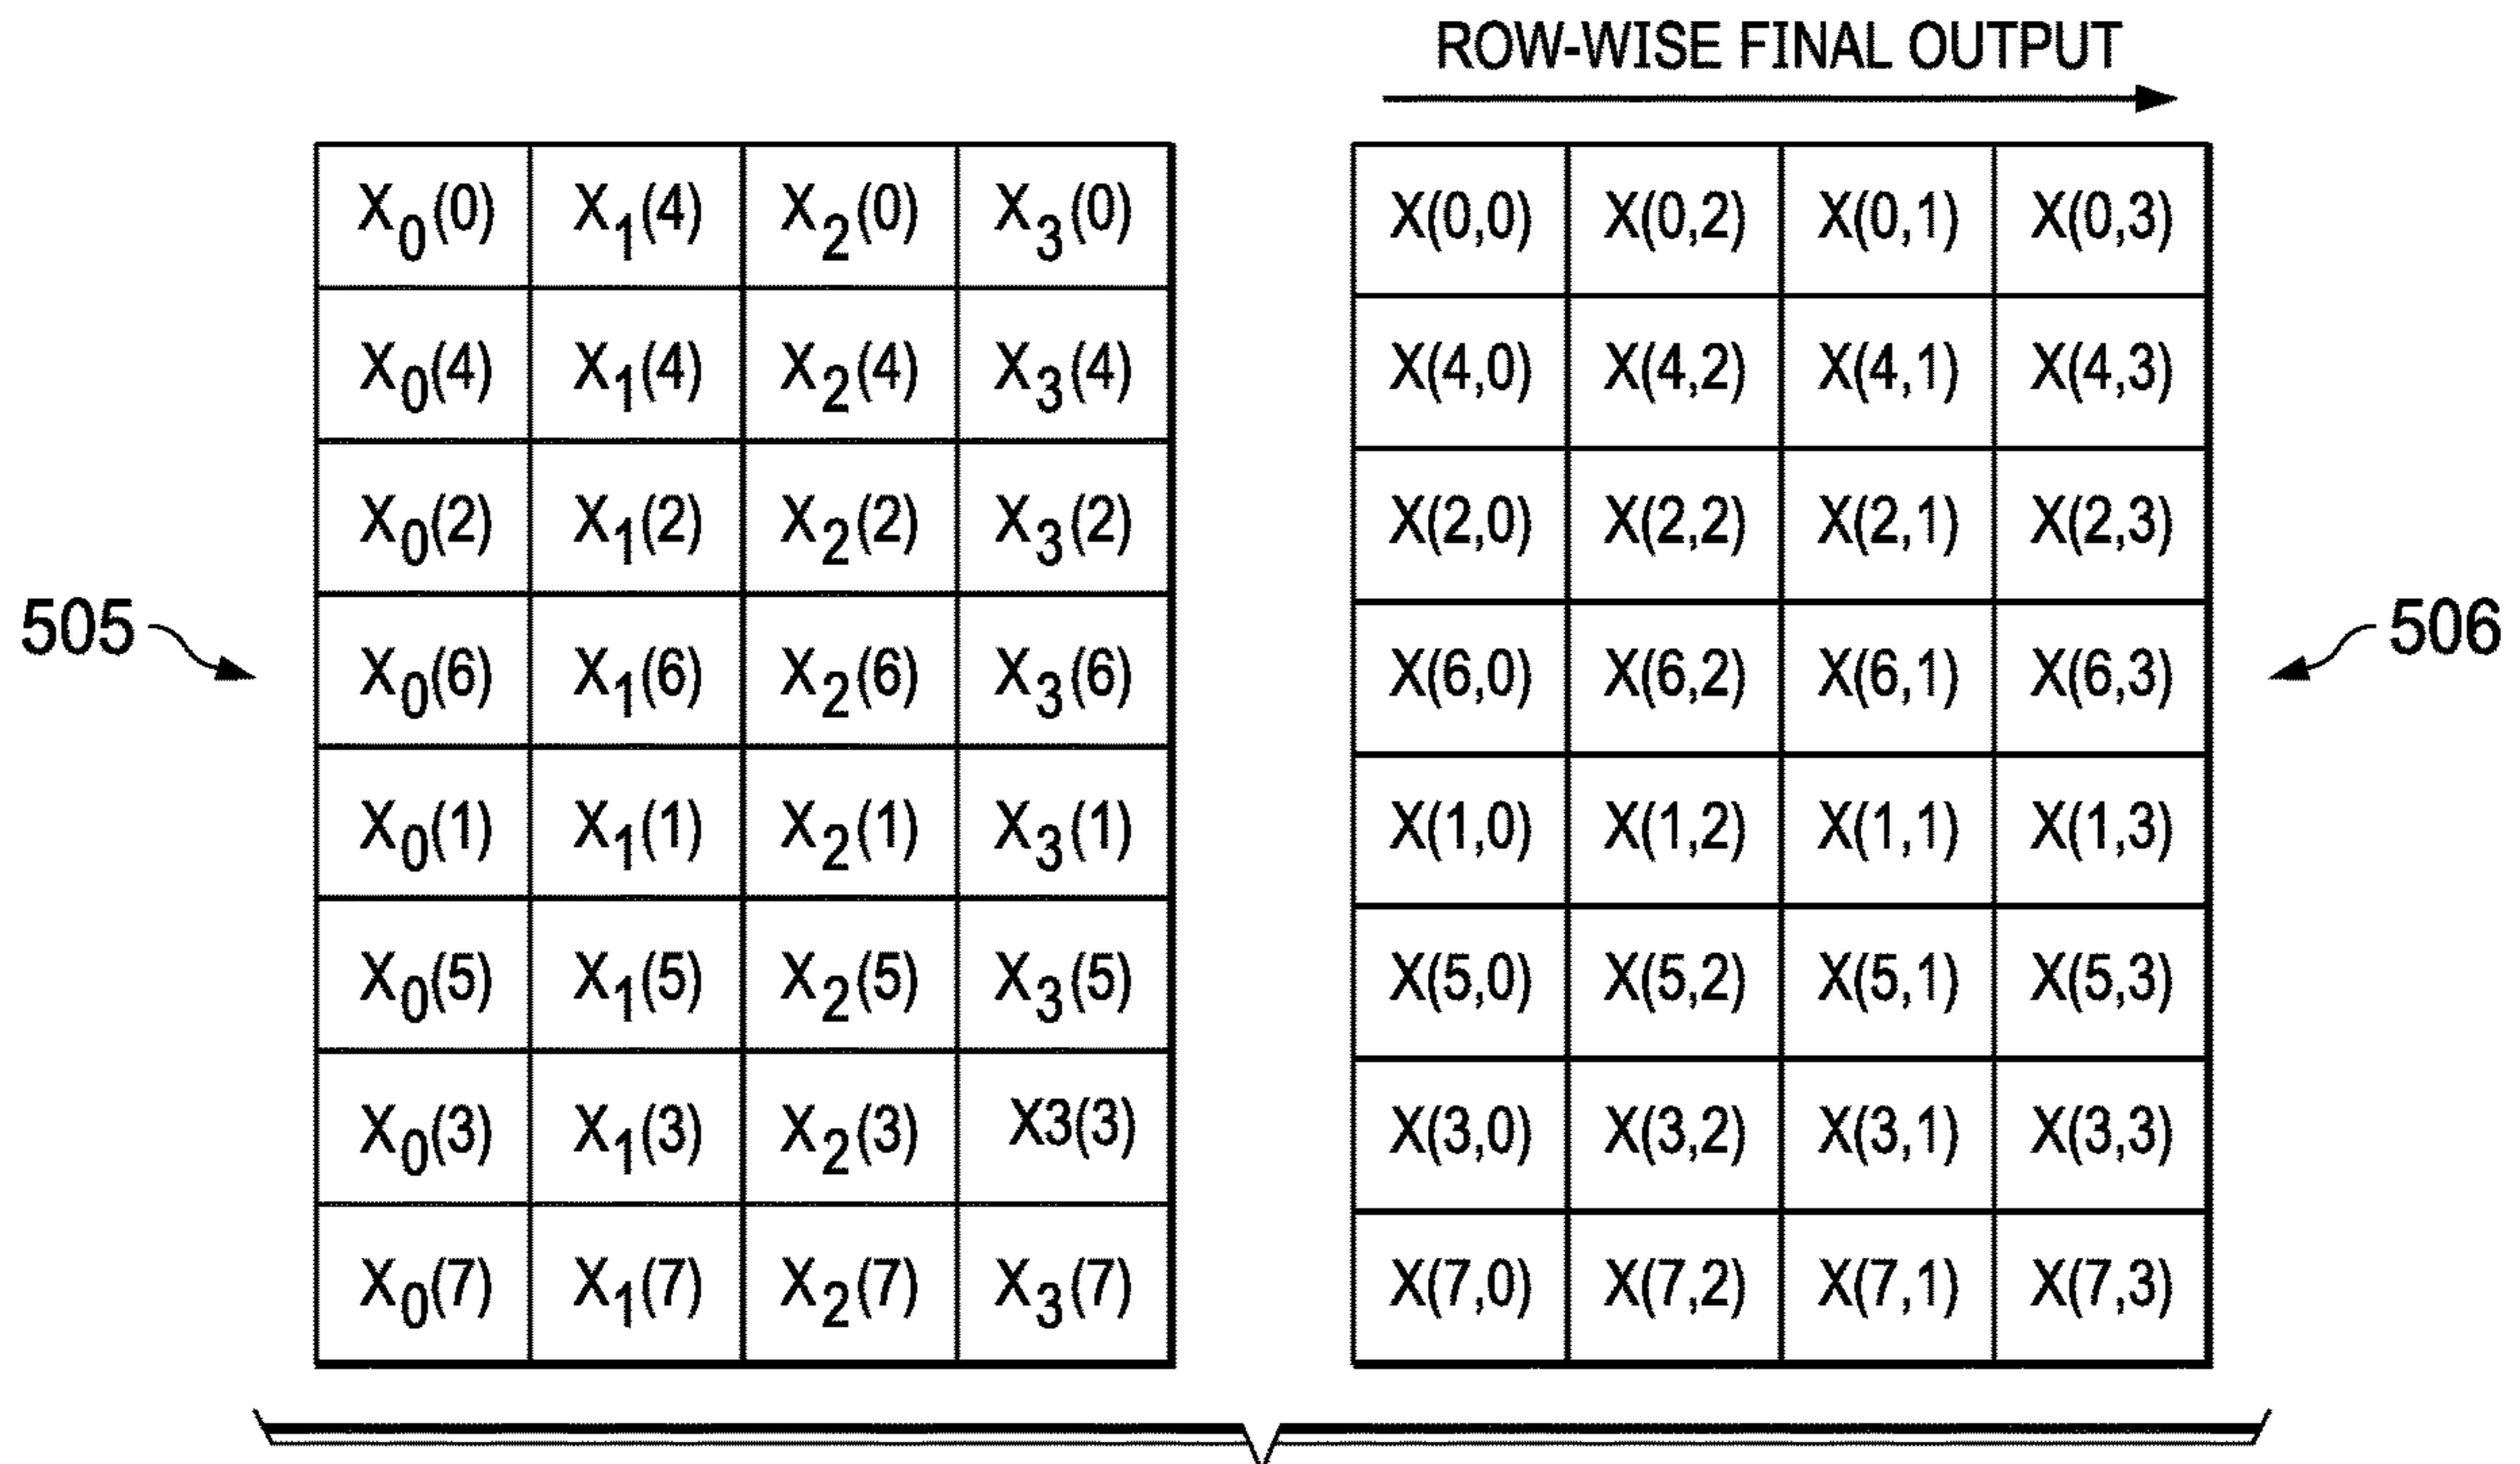 ROW-WISE FINAL OUTPUT
X₀(0) X₁(4) X₂(0) X₃(0) X(0,0) X(0,2) X(0,1) X(0,3)
X₀(4) X₁(4) X₂(4) X₃(4) X(4,0) X(4,2) X(4,1) X(4,3)
X₀(2) X₁(2) X₂(2) X₃(2) X(2,0) X(2,2) X(2,1) X(2,3)
505 X₀(6) X₁(6) X₂(6) X₃(6) X(6,0) X(6,2) X(6,1) X(6,3) 506
X₀(1) X₁(1) X₂(1) X₃(1) X(1,0) X(1,2) X(1,1) X(1,3)
X₀(5) X₁(5) X₂(5) X₃(5) X(5,0) X(5,2) X(5,1) X(5,3)
X₀(3) X₁(3) X₂(3) X3(3) X(3,0) X(3,2) X(3,1) X(3,3)
X₀(7) X₁(7) X₂(7) X₃(7) X(7,0) X(7,2) X(7,1) X(7,3)